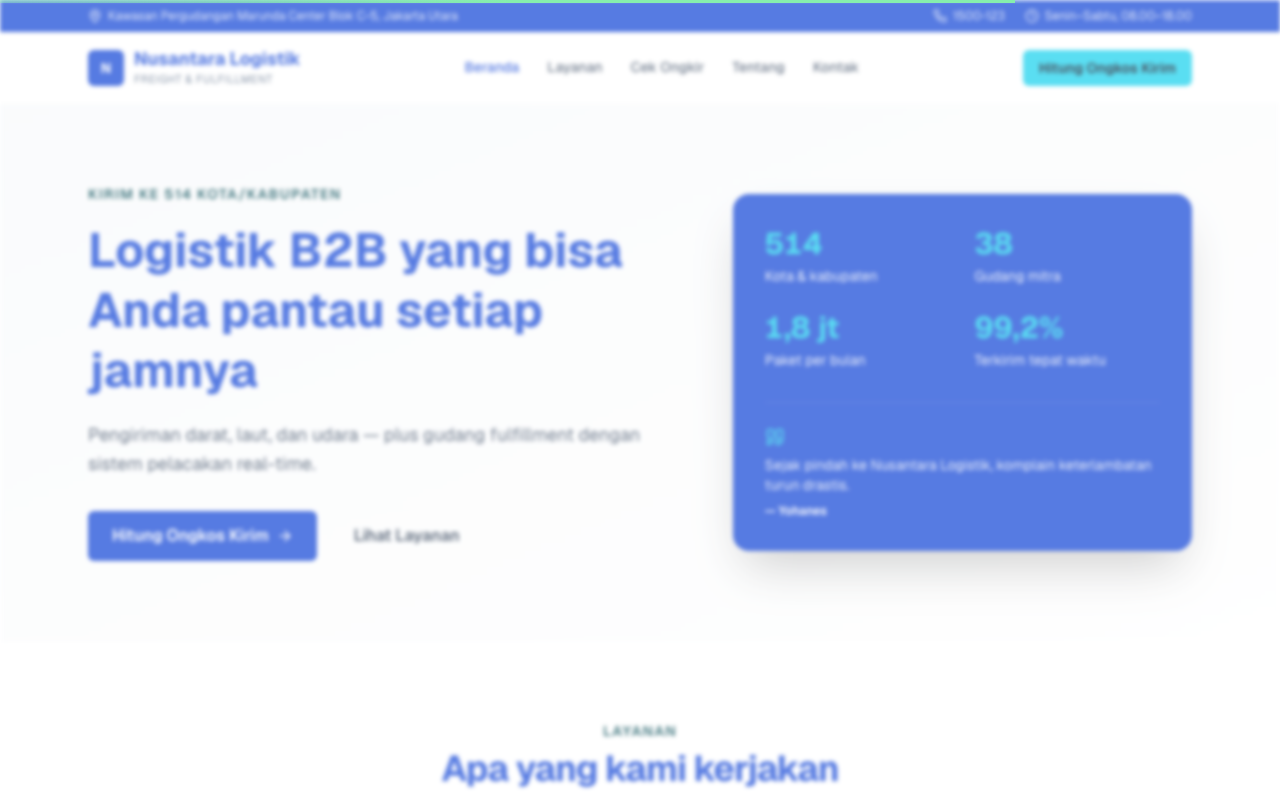 Kawasan Pergudangan Marunda Center Blok C-5, Jakarta Utara
1500-123
Senin–Sabtu, 08.00–18.00
N
Nusantara Logistik
FREIGHT & FULFILLMENT
Beranda
Layanan
Cek Ongkir
Tentang
Kontak
Hitung Ongkos Kirim
KIRIM KE 514 KOTA/KABUPATEN
Logistik B2B yang bisa
Anda pantau setiap
jamnya
Pengiriman darat, laut, dan udara — plus gudang fulfillment dengan
sistem pelacakan real-time.
Hitung Ongkos Kirim →
Lihat Layanan
514
Kota & kabupaten
38
Gudang mitra
1,8 jt
Paket per bulan
99,2%
Terkirim tepat waktu
Sejak pindah ke Nusantara Logistik, komplain keterlambatan
turun drastis.
— Yohanes
LAYANAN
Apa yang kami kerjakan